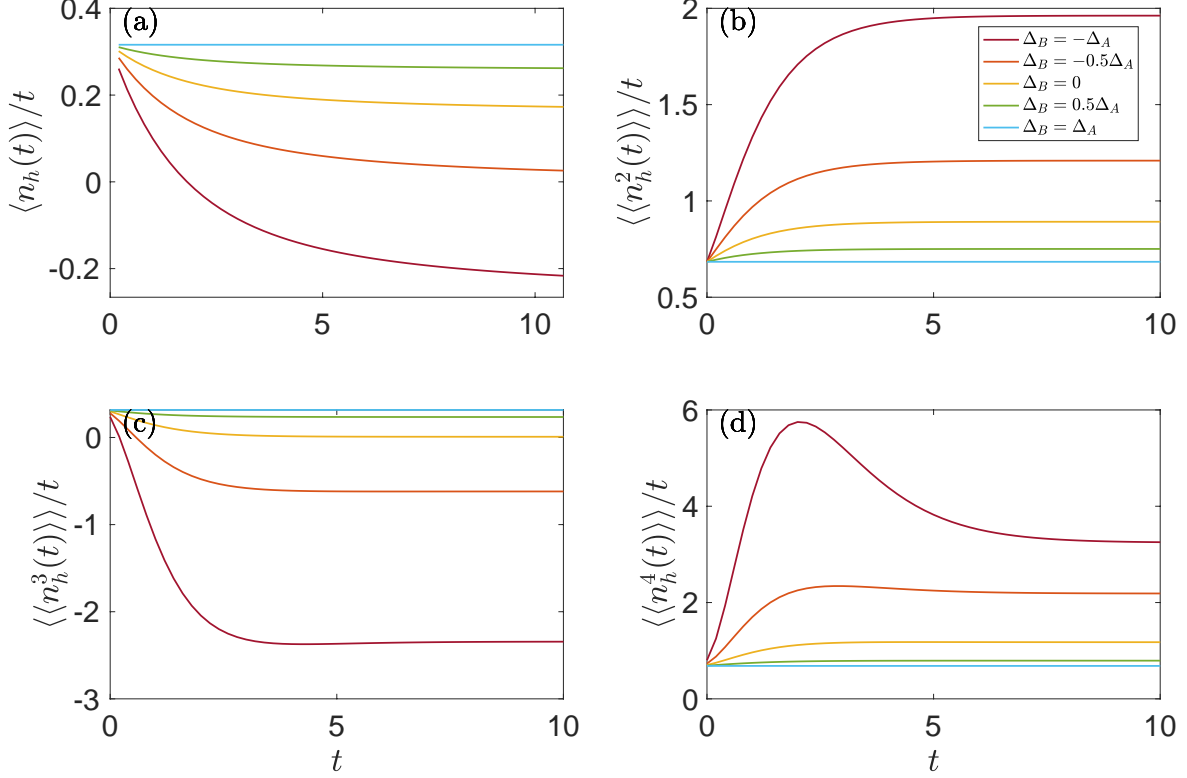 (a)
⟨n_h(t)⟩/t
0.4
0.2
0
-0.2
0
5
10
(b)
⟨⟨n_h^2(t)⟩⟩/t
2
1.5
1
0.5
0
5
10
Δ_B = −Δ_A
Δ_B = −0.5Δ_A
Δ_B = 0
Δ_B = 0.5Δ_A
Δ_B = Δ_A
(c)
⟨⟨n_h^3(t)⟩⟩/t
0
-1
-2
-3
0
5
10
t
(d)
⟨⟨n_h^4(t)⟩⟩/t
6
4
2
0
0
5
10
t